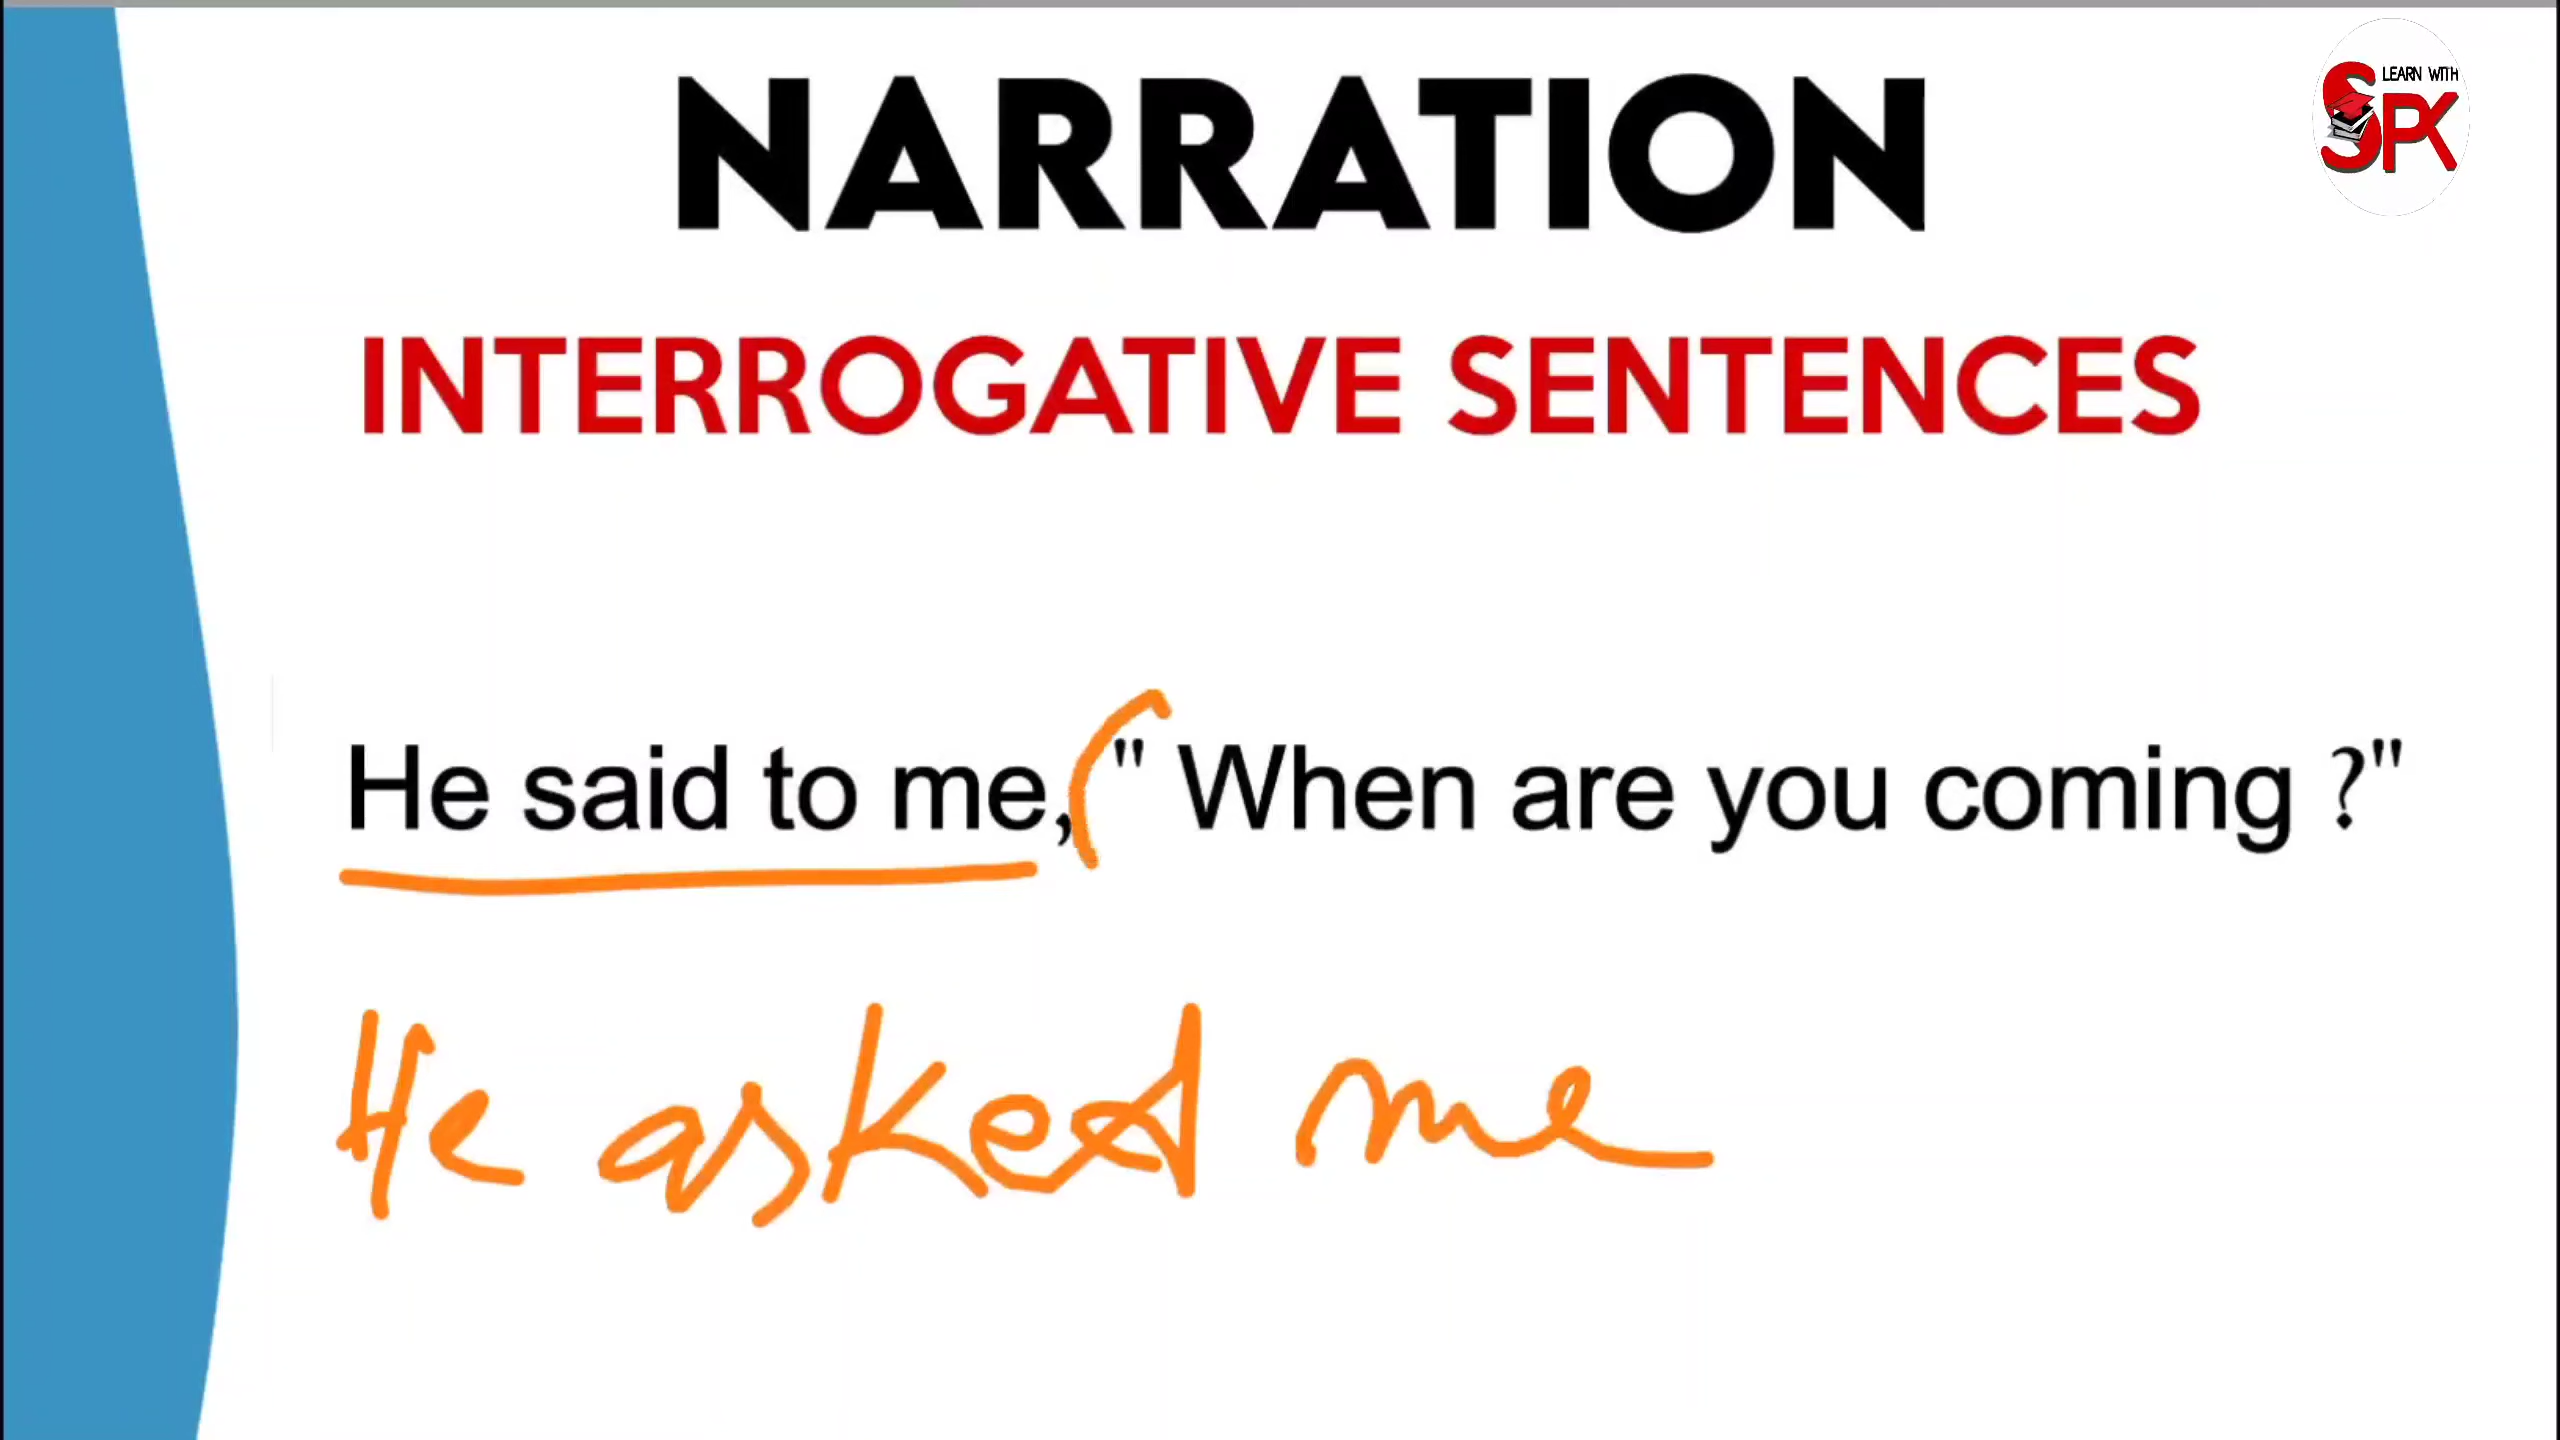 LEARN WITH
SPK
NARRATION
INTERROGATIVE SENTENCES
He said to me, " When are you coming ?"
He asked me